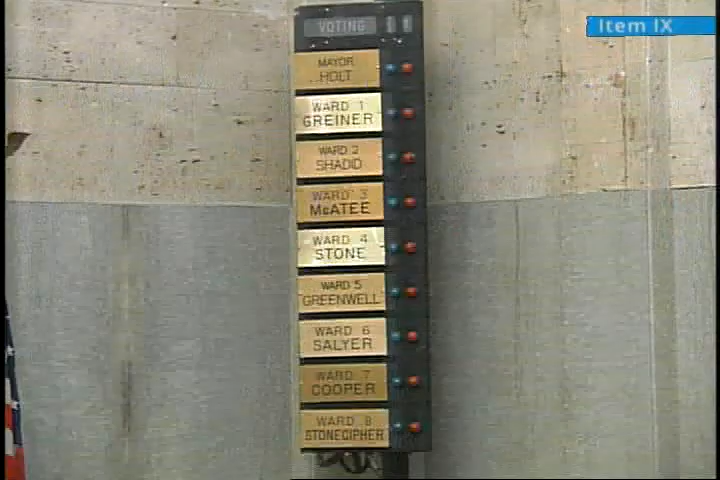 Item IX
VOTING
MAYOR
HOLT
WARD 1
GREINER
WARD 2
SHADID
WARD 3
McATEE
WARD 4
STONE
WARD 5
GREENWELL
WARD 6
SALYER
WARD 7
COOPER
WARD 8
STONECIPHER